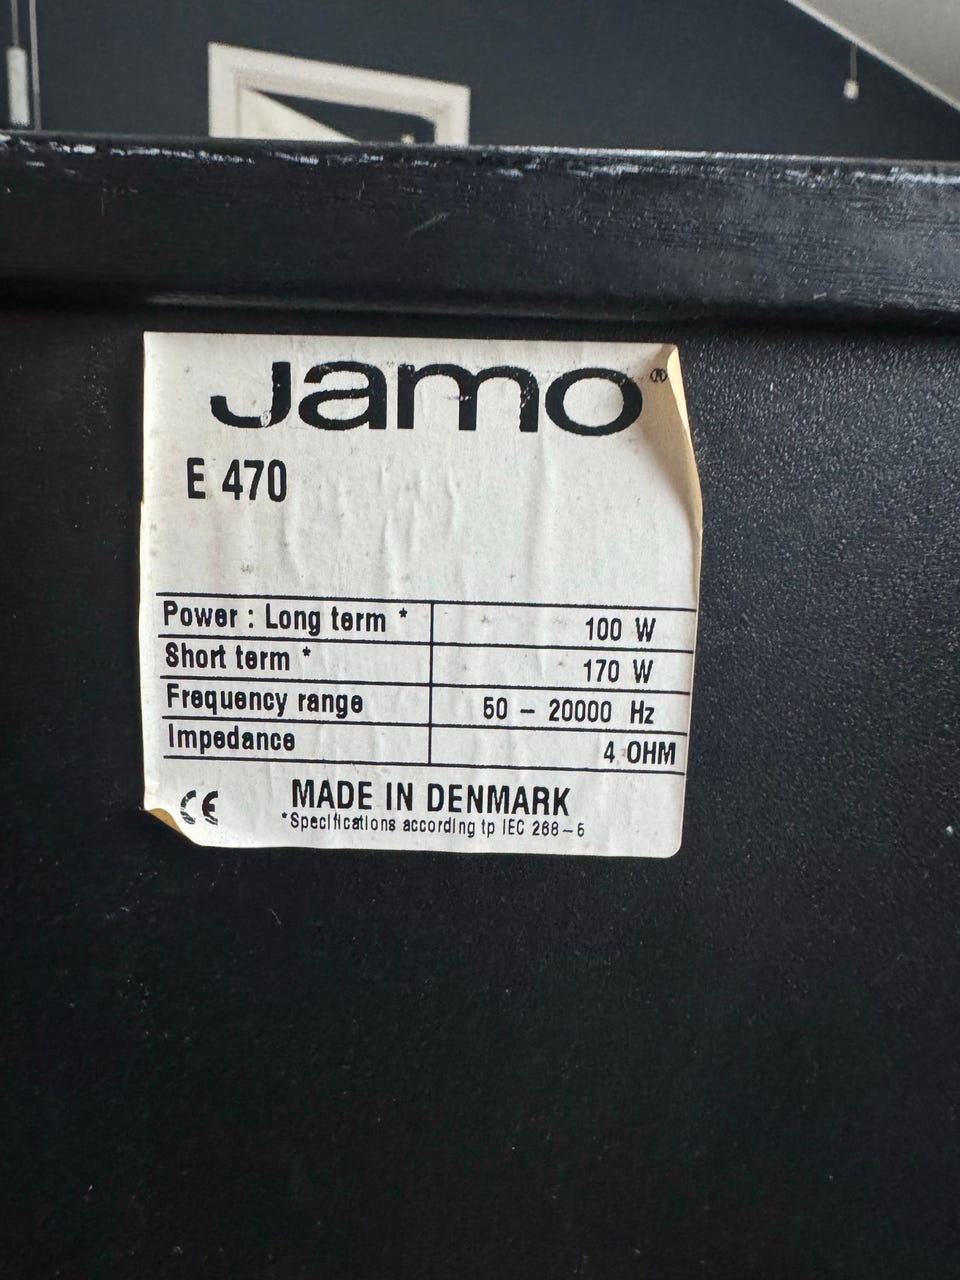 Jamo®
E 470
Power : Long term * 100 W
Short term * 170 W
Frequency range 50 – 20000 Hz
Impedance 4 OHM
CE MADE IN DENMARK
*Specifications according tp IEC 268–5